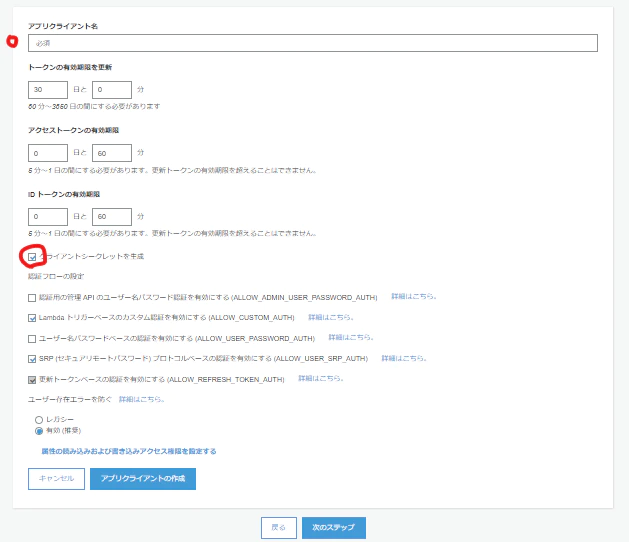 アプリクライアント名
必須
トークンの有効期限を更新
30 日と 0 分
60 分～3650 日の間にする必要があります
アクセストークンの有効期限
0 日と 60 分
5 分～1 日の間にする必要があります。更新トークンの有効期限を超えることはできません。
ID トークンの有効期限
0 日と 60 分
5 分～1 日の間にする必要があります。更新トークンの有効期限を超えることはできません。
クライアントシークレットを生成
認証フローの設定
認証用の管理 API のユーザー名パスワード認証を有効にする (ALLOW_ADMIN_USER_PASSWORD_AUTH) 詳細はこちら。
Lambda トリガーベースのカスタム認証を有効にする (ALLOW_CUSTOM_AUTH) 詳細はこちら。
ユーザー名パスワードベースの認証を有効にする (ALLOW_USER_PASSWORD_AUTH) 詳細はこちら。
SRP (セキュアリモートパスワード) プロトコルベースの認証を有効にする (ALLOW_USER_SRP_AUTH) 詳細はこちら。
更新トークンベースの認証を有効にする (ALLOW_REFRESH_TOKEN_AUTH) 詳細はこちら。
ユーザー存在エラーを防ぐ 詳細はこちら。
レガシー
有効 (推奨)
属性の読み込みおよび書き込みアクセス権限を設定する
キャンセル アプリクライアントの作成
戻る 次のステップ